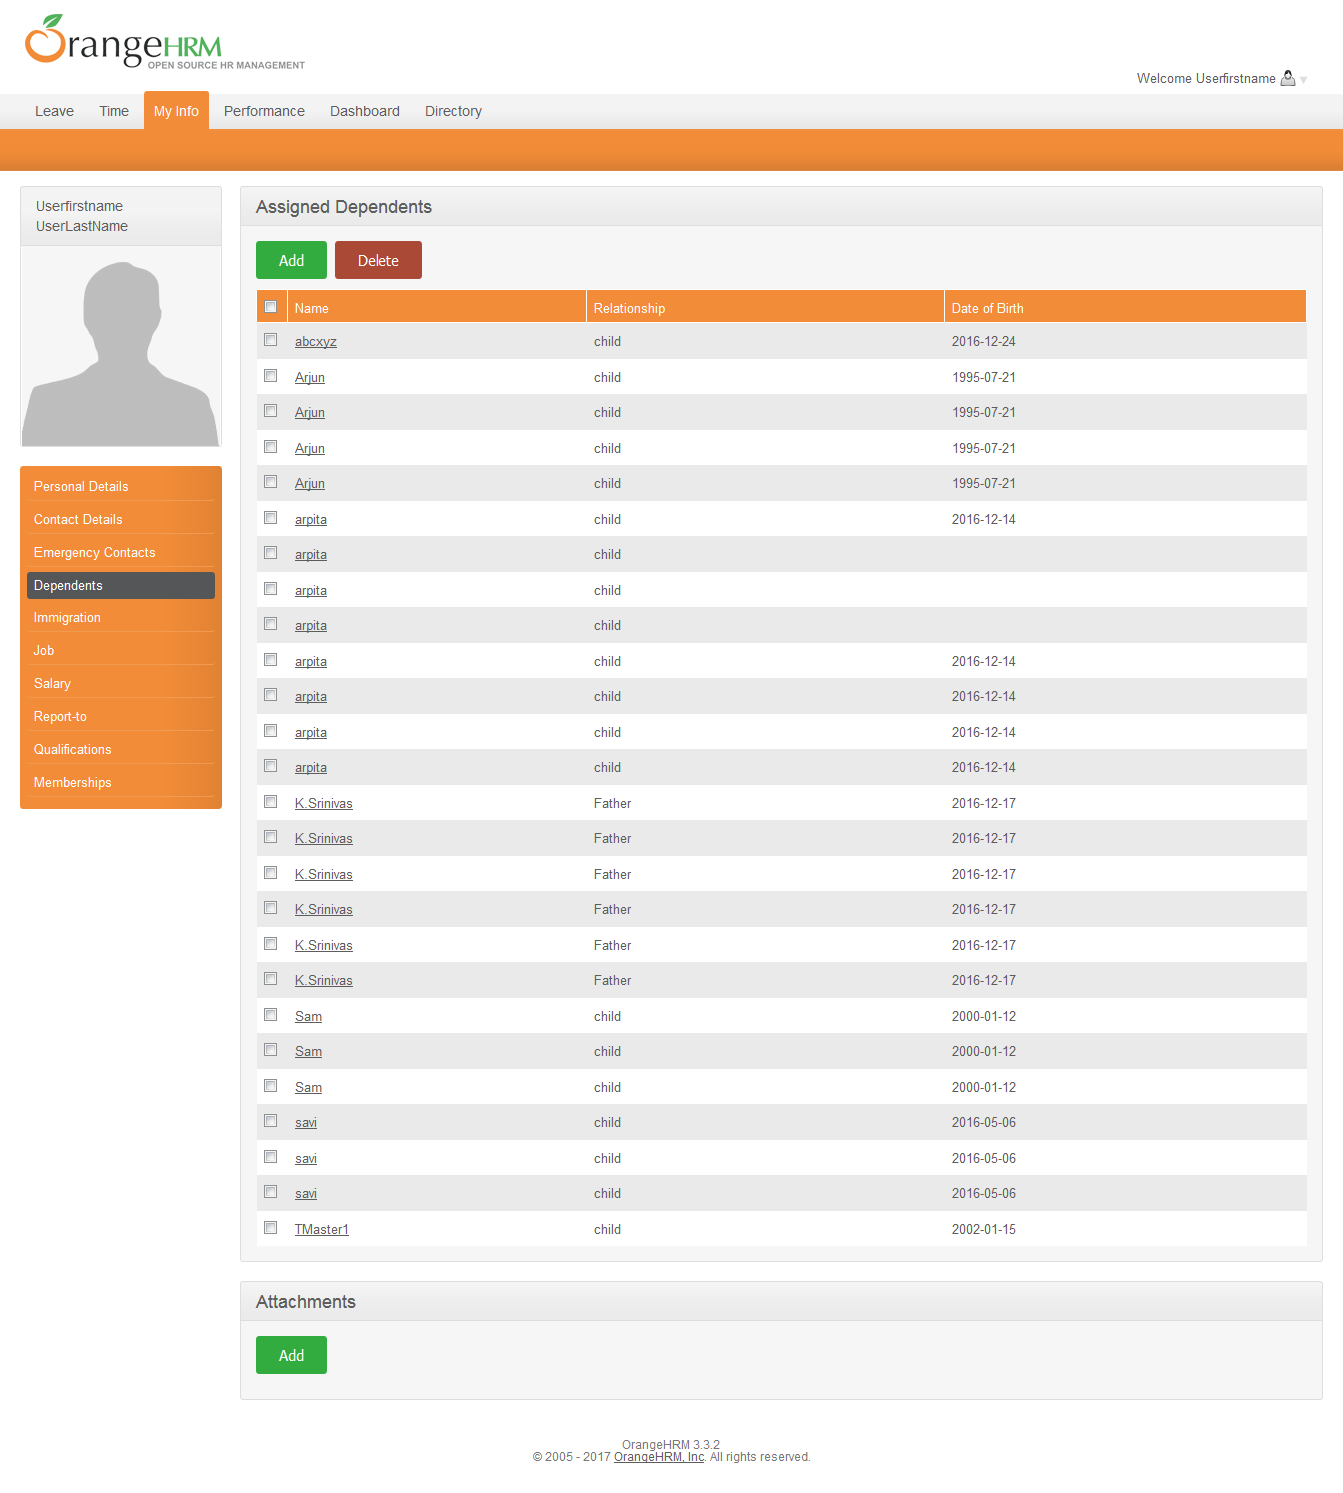 OrangeHRM
OPEN SOURCE HR MANAGEMENT
Welcome Userfirstname
Leave Time My Info Performance Dashboard Directory
Userfirstname
UserLastName
Personal Details
Contact Details
Emergency Contacts
Dependents
Immigration
Job
Salary
Report-to
Qualifications
Memberships
Assigned Dependents
Add Delete
Name Relationship Date of Birth
abcxyz child 2016-12-24
Arjun child 1995-07-21
Arjun child 1995-07-21
Arjun child 1995-07-21
Arjun child 1995-07-21
arpita child 2016-12-14
arpita child
arpita child
arpita child
arpita child 2016-12-14
arpita child 2016-12-14
arpita child 2016-12-14
arpita child 2016-12-14
K.Srinivas Father 2016-12-17
K.Srinivas Father 2016-12-17
K.Srinivas Father 2016-12-17
K.Srinivas Father 2016-12-17
K.Srinivas Father 2016-12-17
K.Srinivas Father 2016-12-17
Sam child 2000-01-12
Sam child 2000-01-12
Sam child 2000-01-12
savi child 2016-05-06
savi child 2016-05-06
savi child 2016-05-06
TMaster1 child 2002-01-15
Attachments
Add
OrangeHRM 3.3.2
© 2005 - 2017 OrangeHRM, Inc. All rights reserved.